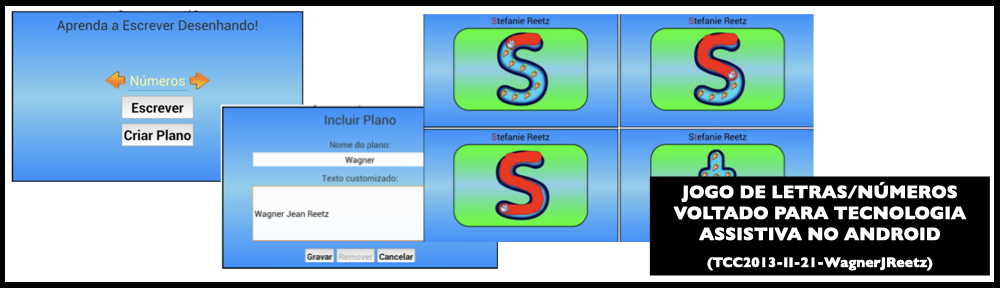 Aprenda a Escrever Desenhando!
Números
Escrever
Criar Plano
Incluir Plano
Nome do plano:
Wagner
Texto customizado:
Wagner Jean Reetz
Gravar Remover Cancelar
Stefanie Reetz
S
Stefanie Reetz
S
Stefanie Reetz
S
Stefanie Reetz
JOGO DE LETRAS/NÚMEROS
VOLTADO PARA TECNOLOGIA
ASSISTIVA NO ANDROID
(TCC2013-II-21-WagnerJReetz)